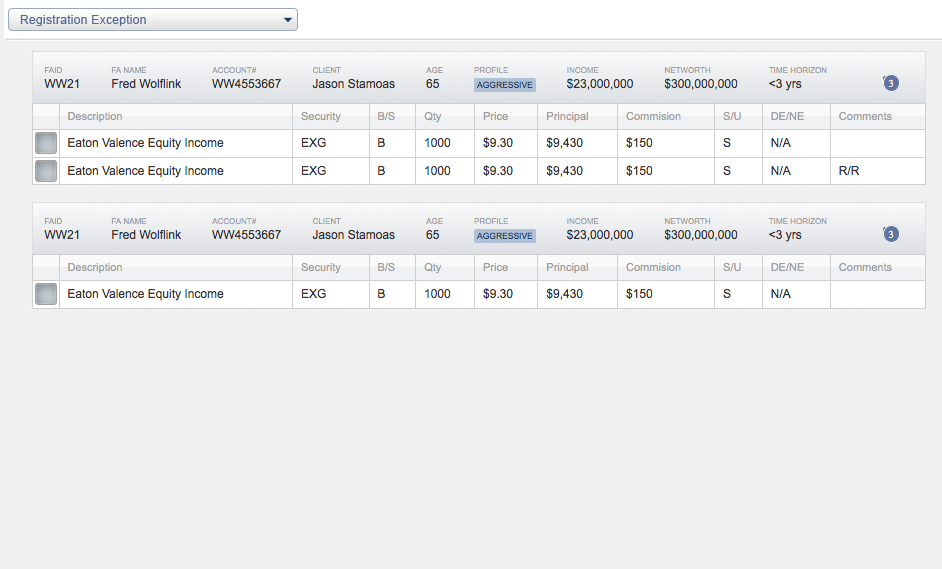 Registration Exception
FAID FA NAME ACCOUNT# CLIENT AGE PROFILE INCOME NETWORTH TIME HORIZON
WW21 Fred Wolflink WW4553667 Jason Stamoas 65 AGGRESSIVE $23,000,000 $300,000,000 <3 yrs 3
Description Security B/S Qty Price Principal Commision S/U DE/NE Comments
Eaton Valence Equity Income EXG B 1000 $9.30 $9,430 $150 S N/A
Eaton Valence Equity Income EXG B 1000 $9.30 $9,430 $150 S N/A R/R
FAID FA NAME ACCOUNT# CLIENT AGE PROFILE INCOME NETWORTH TIME HORIZON
WW21 Fred Wolflink WW4553667 Jason Stamoas 65 AGGRESSIVE $23,000,000 $300,000,000 <3 yrs 3
Description Security B/S Qty Price Principal Commision S/U DE/NE Comments
Eaton Valence Equity Income EXG B 1000 $9.30 $9,430 $150 S N/A